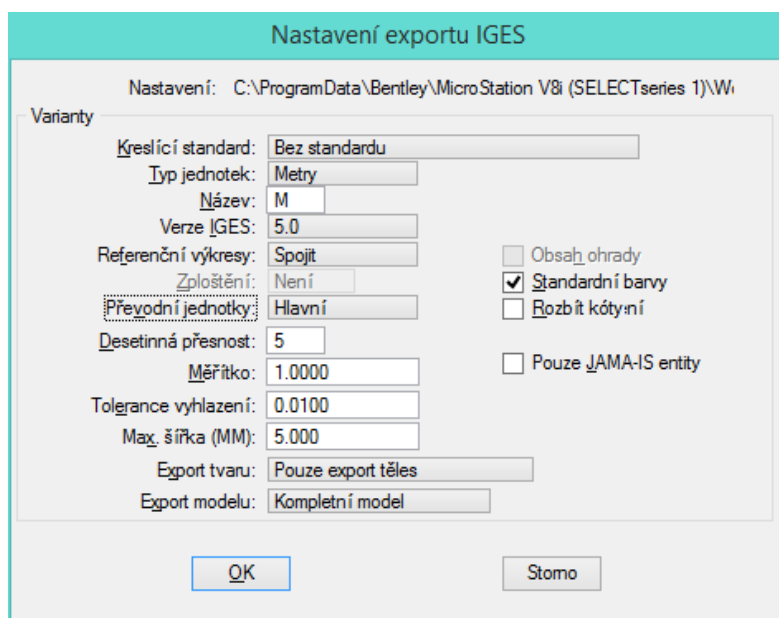 Nastavení exportu IGES
Nastavení: C:\ProgramData\Bentley\MicroStation V8i (SELECTseries 1)\W
Varianty
Kreslící standard: Bez standardu
Typ jednotek: Metry
Název: M
Verze IGES: 5.0
Referenční výkresy: Spojit
Obsah ohrady
Zploštění: Není
Standardní barvy
Převodní jednotky: Hlavní
Rozbít kóty:ní
Desetinná přesnost: 5
Měřítko: 1.0000
Pouze JAMA-IS entity
Tolerance vyhlazení: 0.0100
Max. šířka (MM): 5.000
Export tvaru: Pouze export těles
Export modelu: Kompletní model
OK
Storno